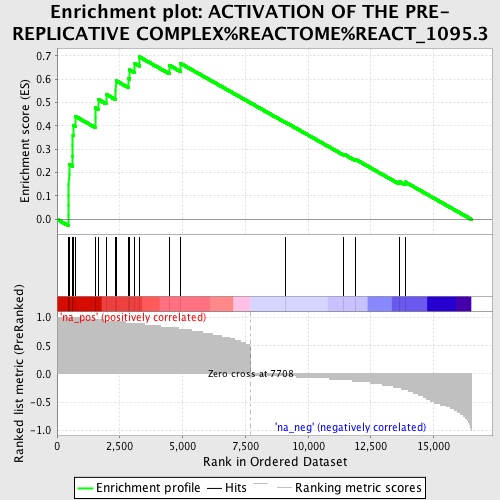 Enrichment plot: ACTIVATION OF THE PRE-
REPLICATIVE COMPLEX%REACTOME%REACT_1095.3
Enrichment score (ES)
0.7
0.6
0.5
0.4
0.3
0.2
0.1
0.0
'na_pos' (positively correlated)
Ranked list metric (PreRanked)
1.0
0.5
0.0
-0.5
-1.0
Zero cross at 7708
'na_neg' (negatively correlated)
0
2,500
5,000
7,500
10,000
12,500
15,000
Rank in Ordered Dataset
Enrichment profile
Hits
Ranking metric scores